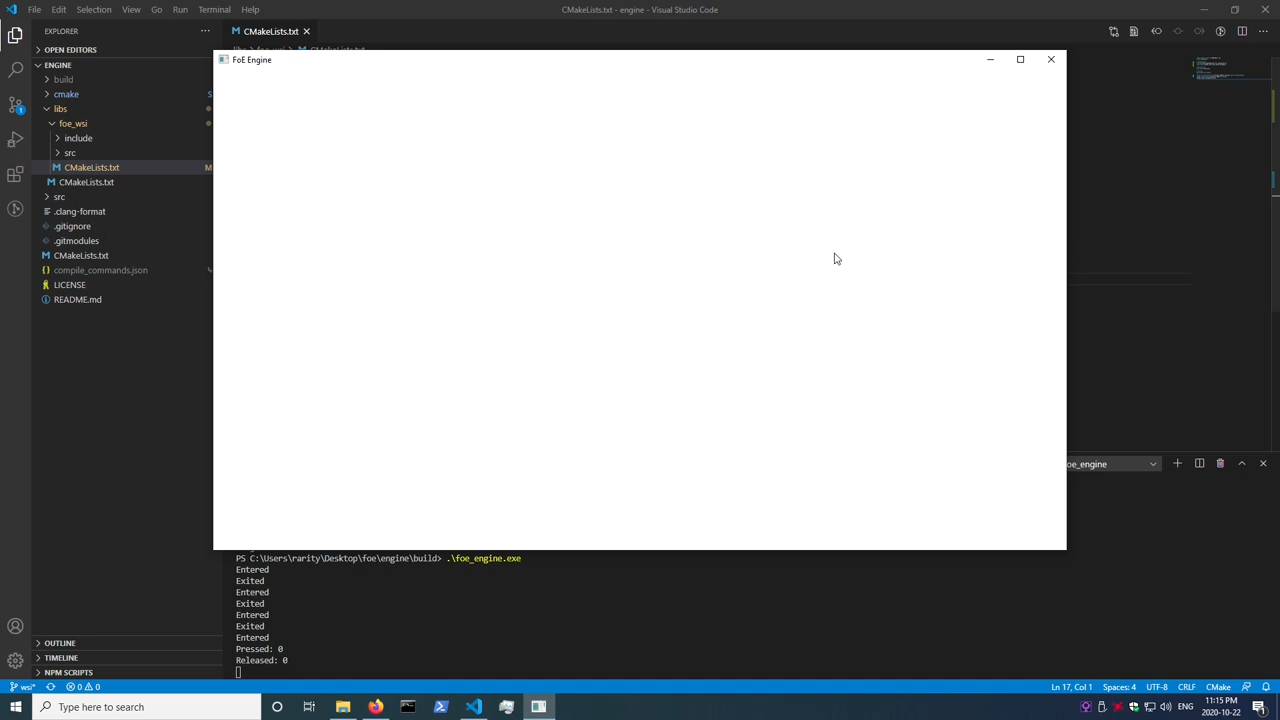 File Edit Selection View Go Run Terminal Help
CMakeLists.txt - engine - Visual Studio Code
EXPLORER
CMakeLists.txt
OPEN EDITORS
ENGINE
build
cmake
S
libs
foe_wsi
include
src
CMakeLists.txt
M
CMakeLists.txt
src
.clang-format
.gitignore
.gitmodules
CMakeLists.txt
compile_commands.json
LICENSE
README.md
OUTLINE
TIMELINE
NPM SCRIPTS
FoE Engine
oe_engine
PS C:\Users\rarity\Desktop\foe\engine\build> .\foe_engine.exe
Entered
Exited
Entered
Exited
Entered
Exited
Entered
Pressed: 0
Released: 0
wsi* 0 0
Ln 17, Col 1 Spaces: 4 UTF-8 CRLF CMake
Type here to search
ENG
11:15 PM
2020-10-22